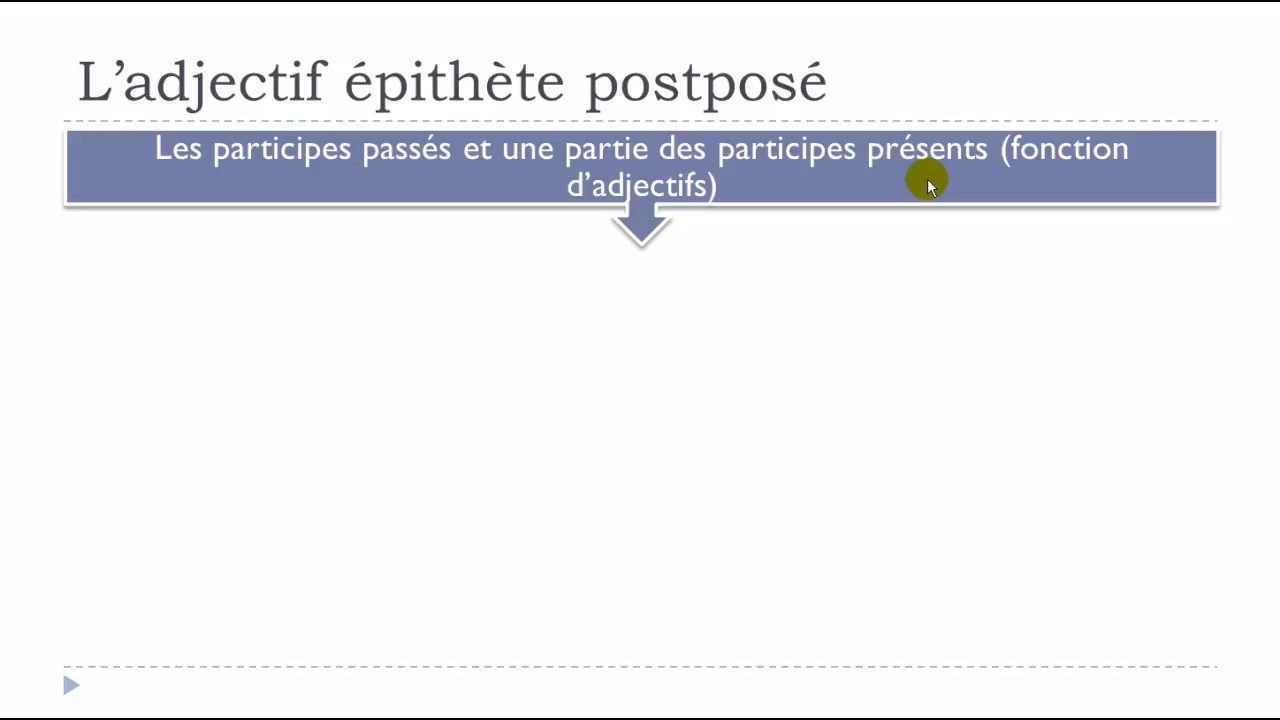 L’adjectif épithète postposé
Les participes passés et une partie des participes présents (fonction
d’adjectifs)